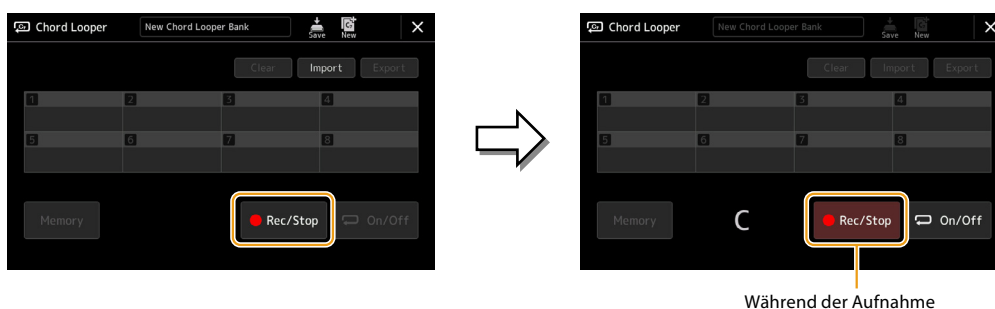 Chord Looper New Chord Looper Bank Save New
Clear Import Export
1 2 3 4
5 6 7 8
Memory Rec/Stop On/Off
Chord Looper New Chord Looper Bank Save New
Clear Import Export
1 2 3 4
5 6 7 8
Memory C Rec/Stop On/Off
Während der Aufnahme